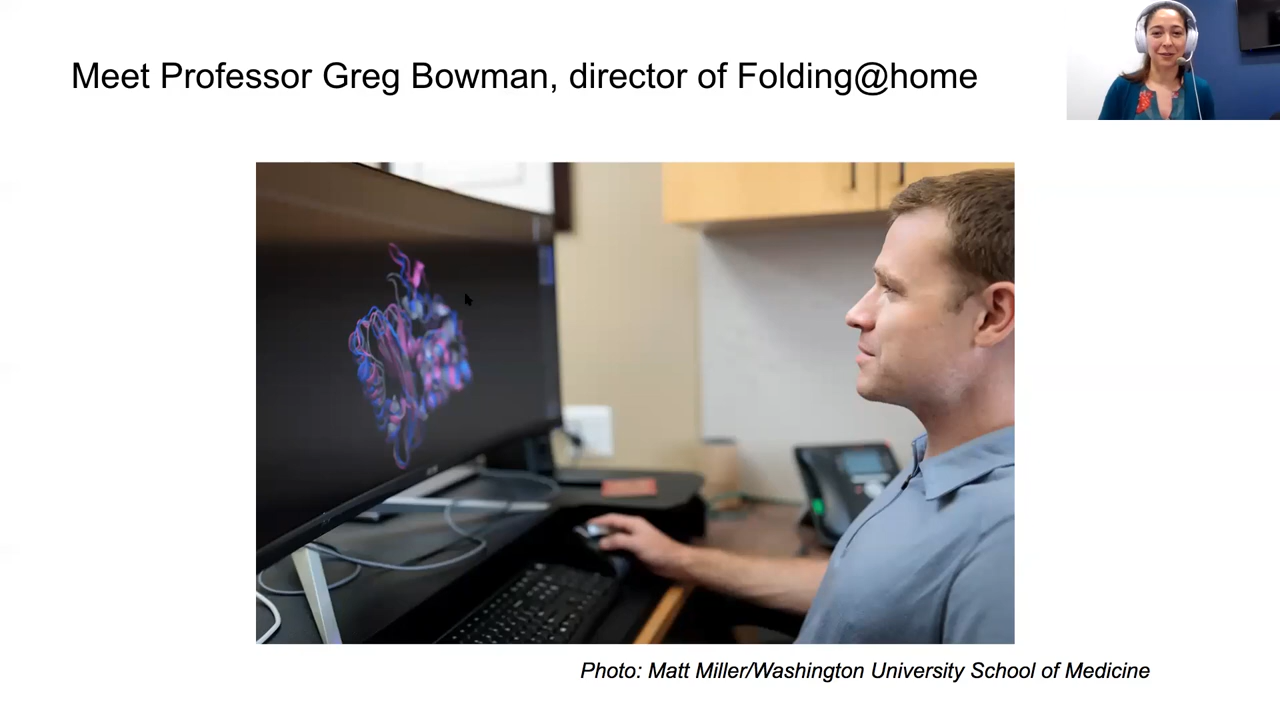 Meet Professor Greg Bowman, director of Folding@home
Photo: Matt Miller/Washington University School of Medicine